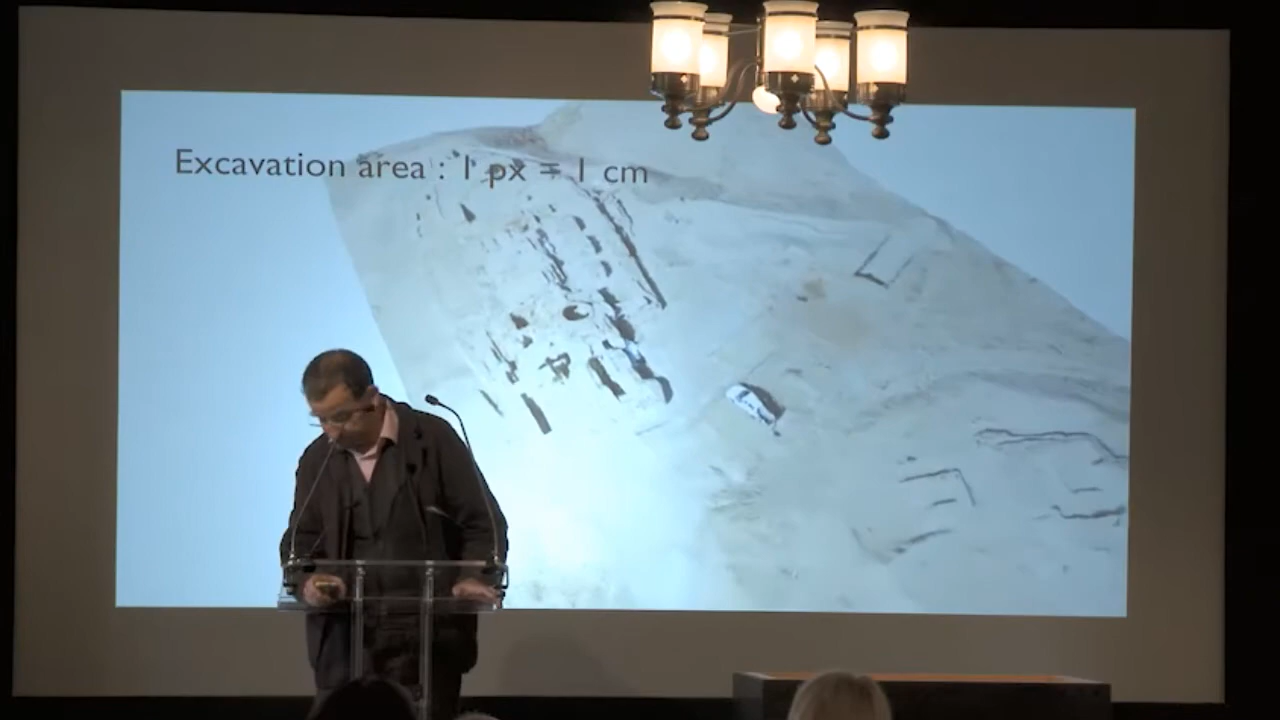 Excavation area : 1 px = 1 cm